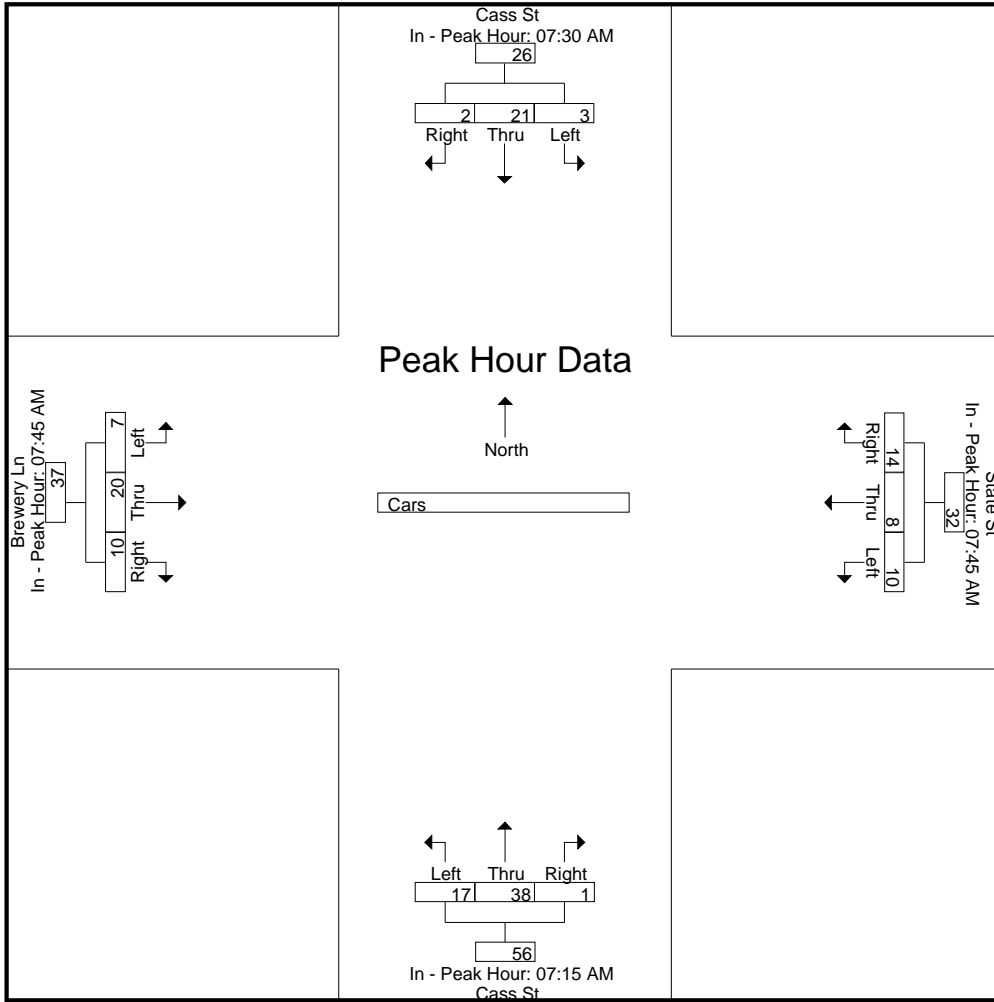 Cass St
In - Peak Hour: 07:30 AM
26
2 21 3
Right Thru Left
Peak Hour Data
North
Cars
Brewery Ln
In - Peak Hour: 07:45 AM
37
7 20 10
Left Thru Right
State St
In - Peak Hour: 07:45 AM
32
14 8 10
Right Thru Left
Left Thru Right
17 38 1
56
In - Peak Hour: 07:15 AM
Cass St